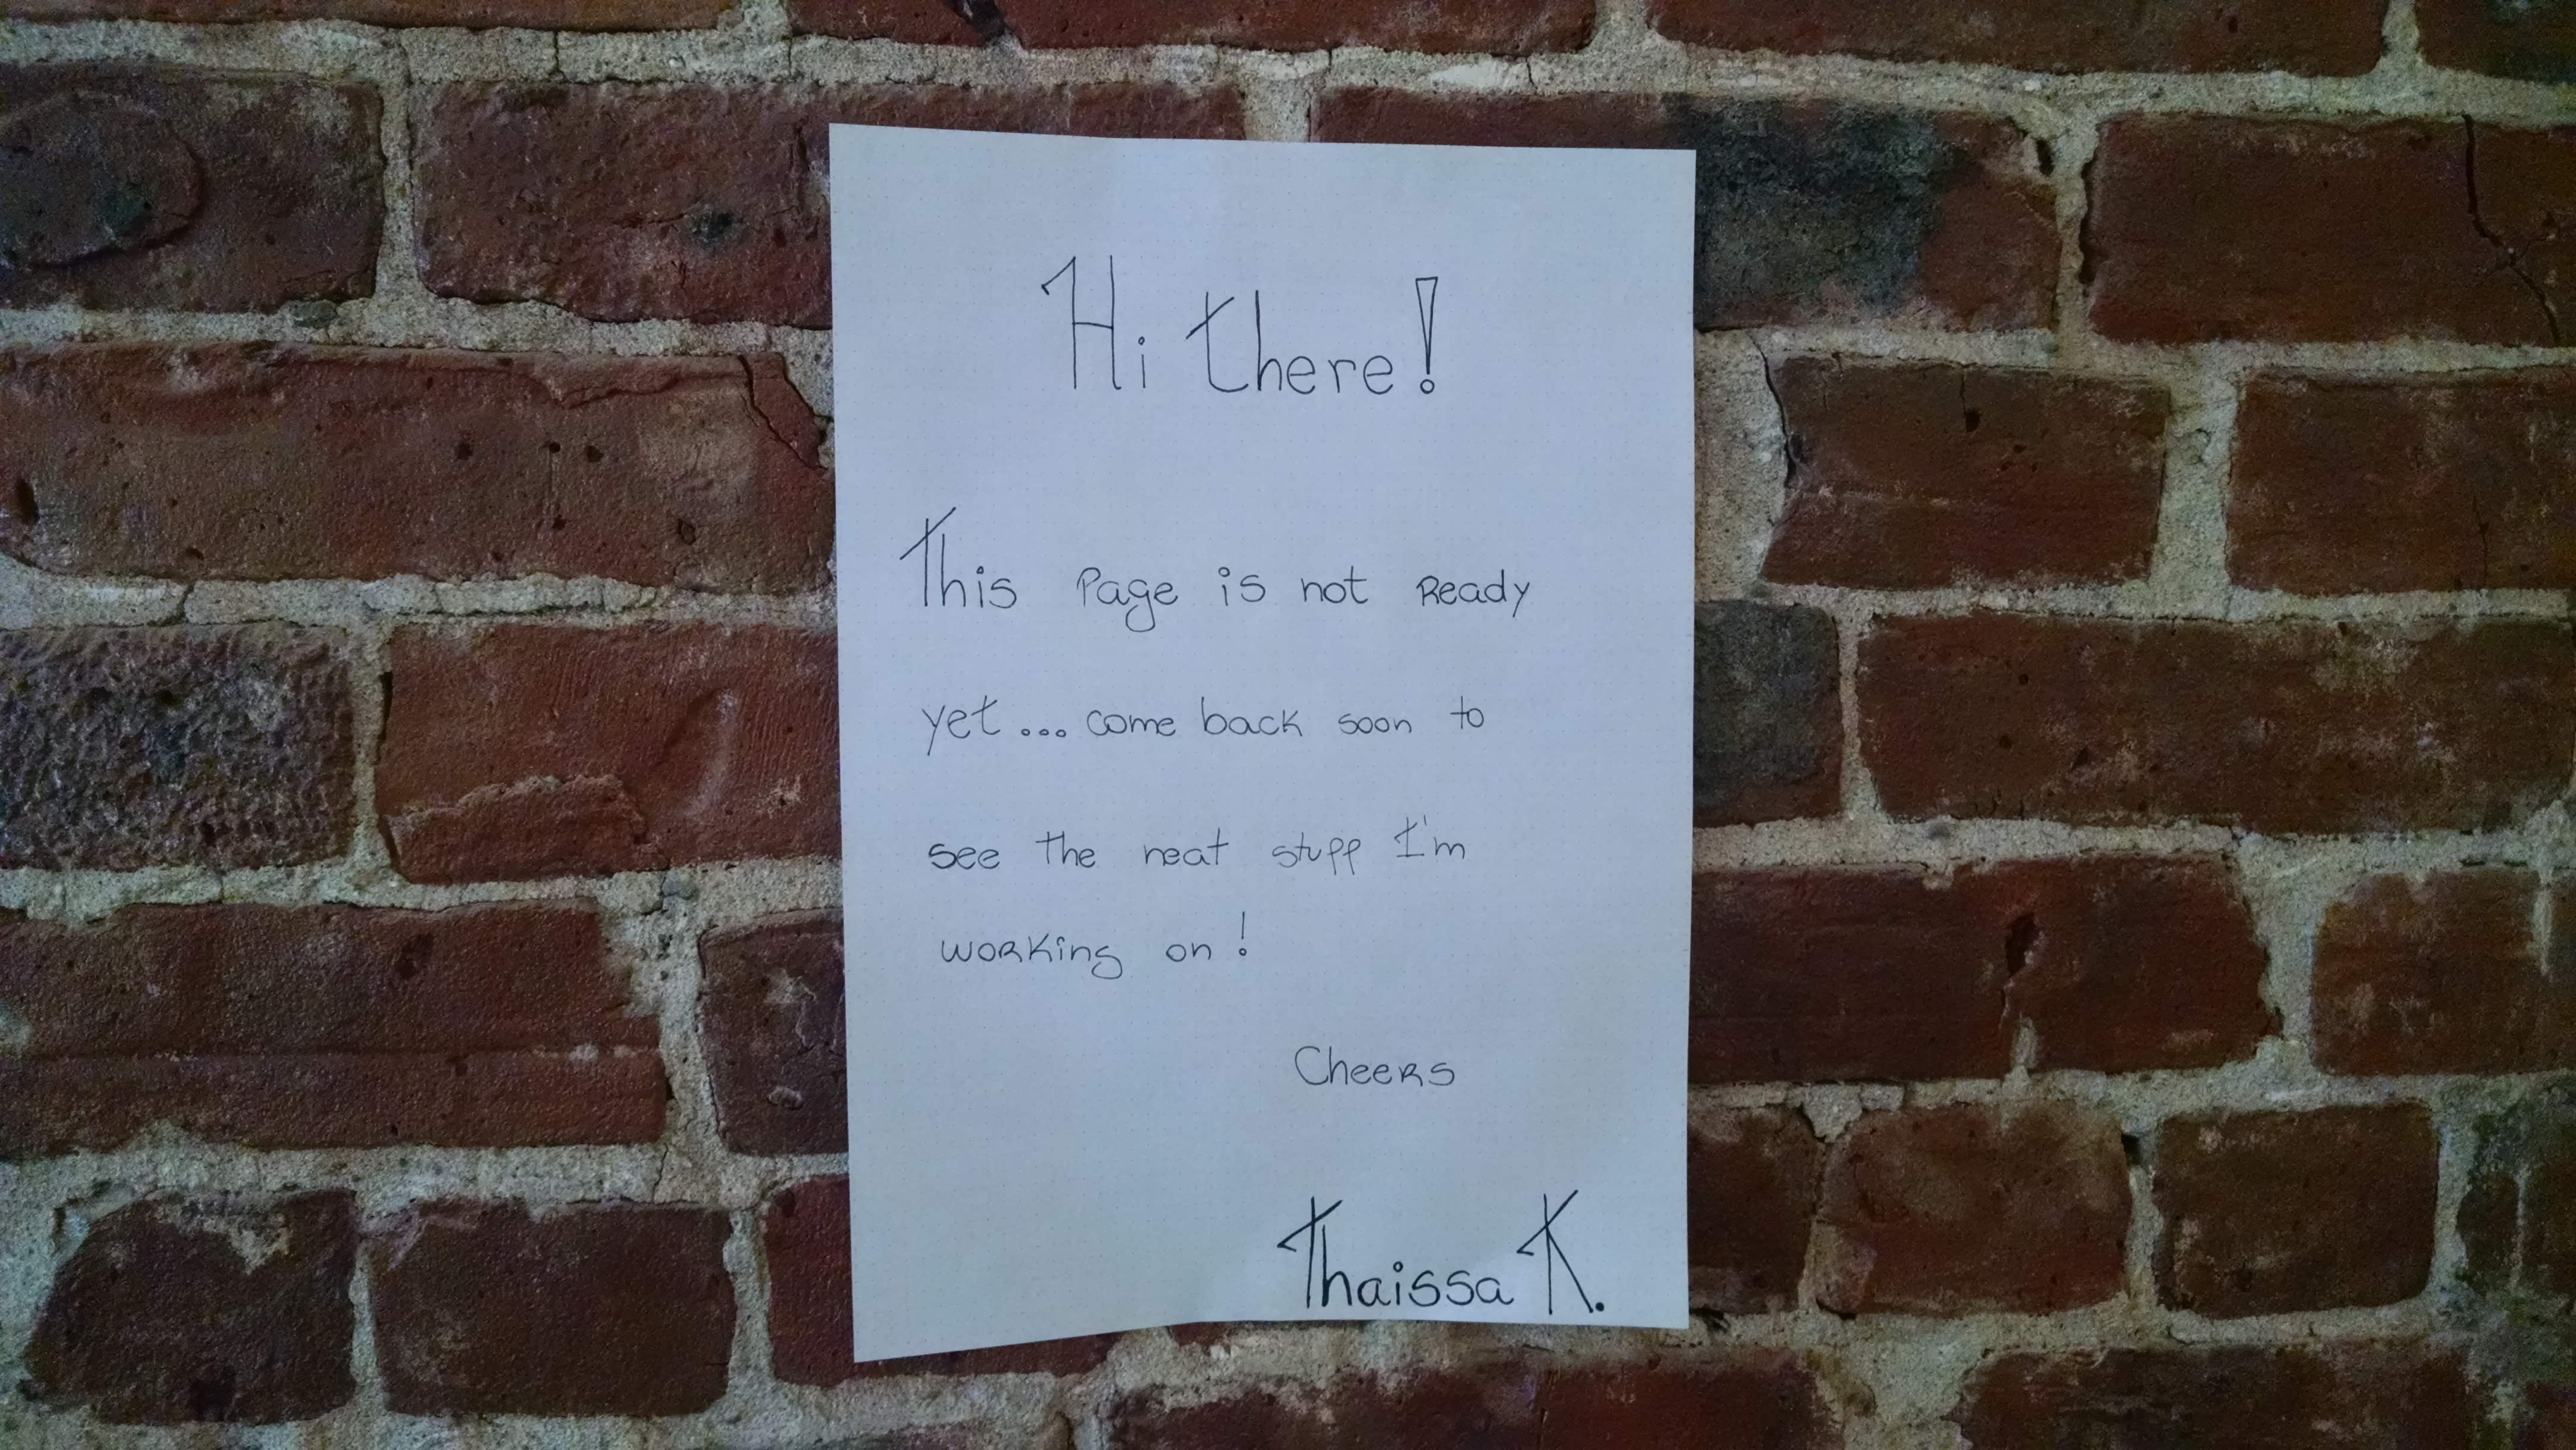 Hi there!
This Page is not Ready
yet... come back soon to
see the neat stuff I'm
working on!
Cheers
Thaissa K.